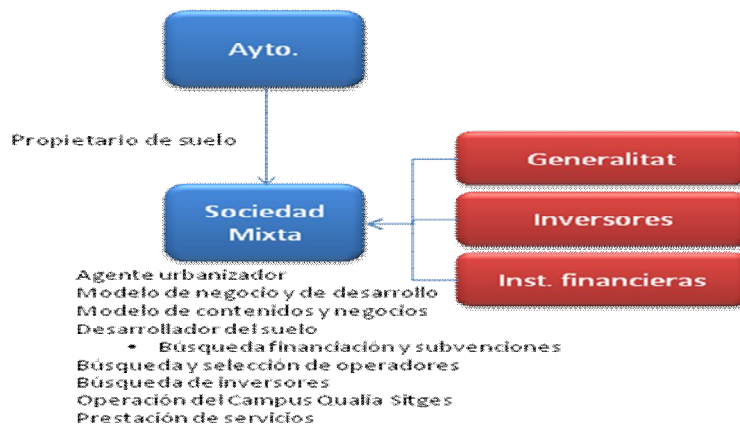 Ayto.
Propietario de suelo
Generalitat
Sociedad
Mixta
Inversores
Inst. financieras
Agente urbanizador
Modelo de negocio y de desarrollo
Modelo de contenidos y negocios
Desarrollador del suelo
• Búsqueda financiación y subvenciones
Búsqueda y selección de operadores
Búsqueda de inversores
Operación del Campus Qualia Sitges
Prestación de servicios